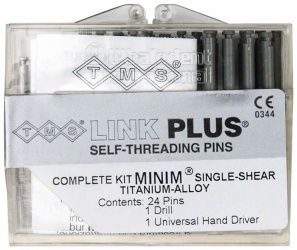 TMS
TMS LINK PLUS®
SELF-THREADING PINS
CE
0344
COMPLETE KIT MINIM® SINGLE-SHEAR
TITANIUM-ALLOY
Contents: 24 Pins
1 Drill
1 Universal Hand Driver